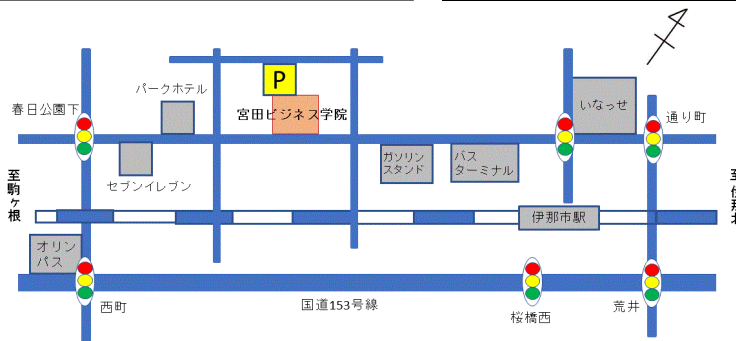 P
パークホテル
春日公園下
宮田ビジネス学院
いなっせ
通り町
ガソリン
スタンド
バス
ターミナル
セブンイレブン
至駒ヶ根
至伊那北
伊那市駅
オリン
パス
西町
国道153号線
桜橋西
荒井